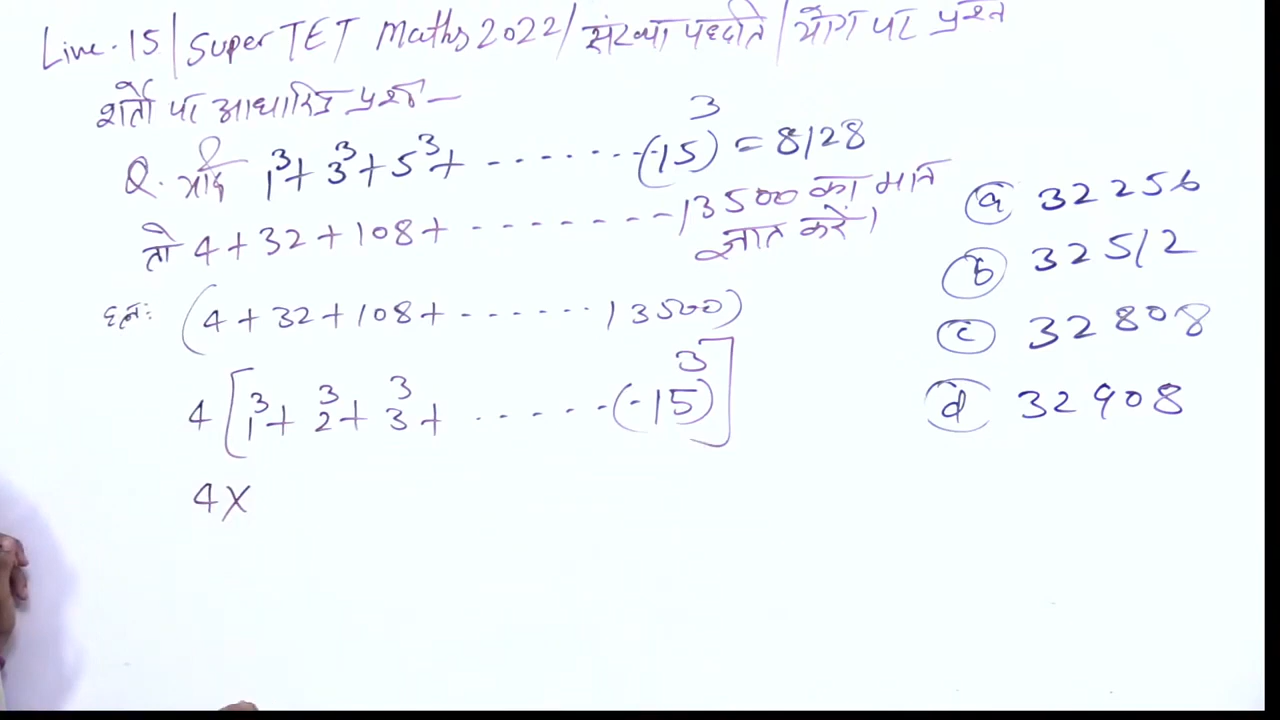 Live.15 | Super TET Maths 2022 / संख्या पद्धति / योग पर प्रश्न
शर्तो पर आधारित प्रश्न -
Q. यदि 1³ + 3³ + 5³ + ........ (-15)³ = 8128
तो 4 + 32 + 108 + -------- 13500 का मान
ज्ञात करें।
हल: (4 + 32 + 108 + ....... 13500)
4 [1³ + 2³ + 3³ + ....... (-15)³]
4 X
(a) 32256
(b) 32512
(c) 32808
(d) 32908